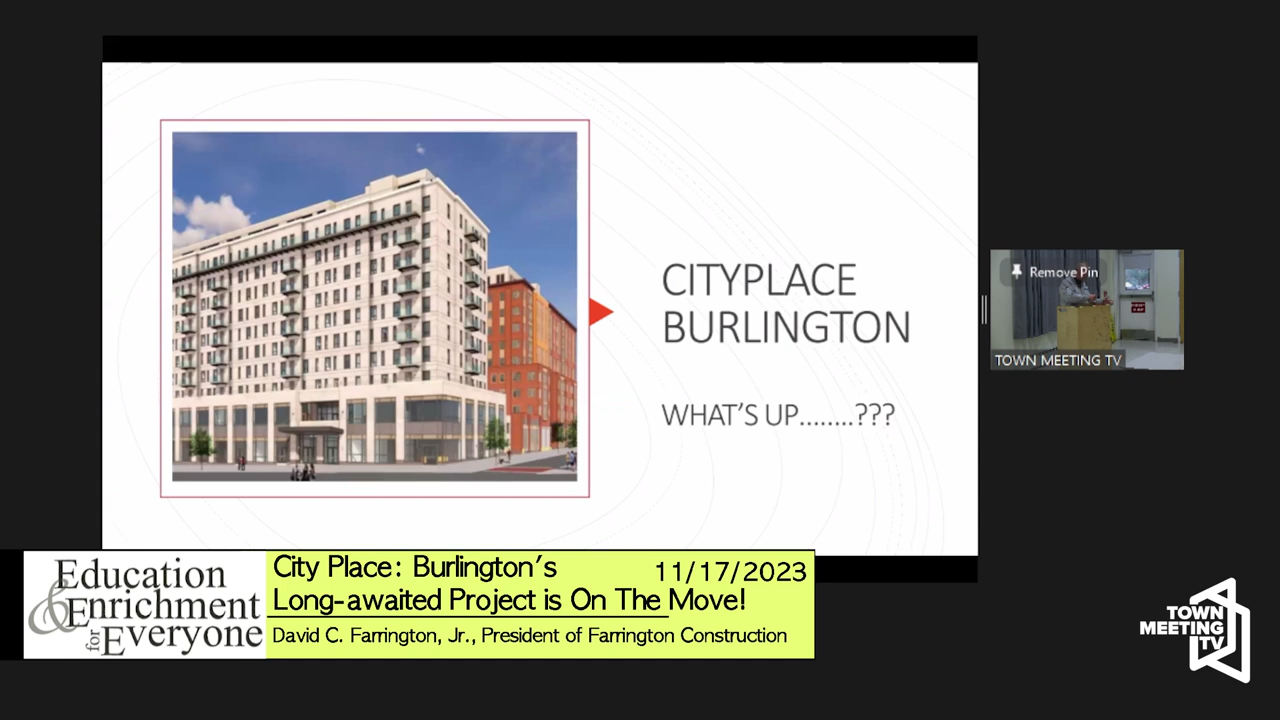 CITYPLACE
BURLINGTON
WHAT'S UP........???
Remove Pin
TOWN MEETING TV
Education
& Enrichment
for Everyone
City Place: Burlington's
11/17/2023
Long-awaited Project is On The Move!
David C. Farrington, Jr., President of Farrington Construction
TOWN
MEETING
TV